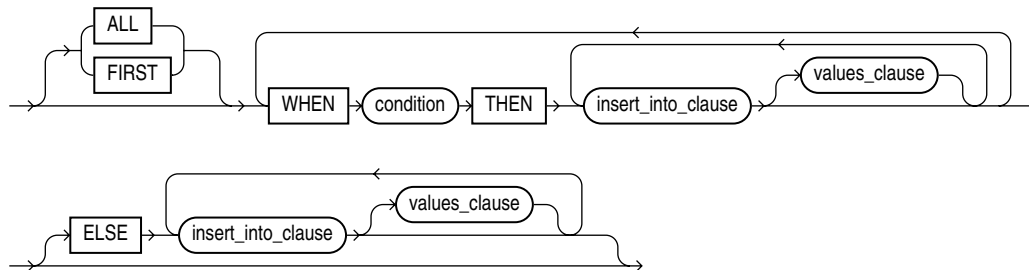 ALL
FIRST
values_clause
WHEN condition THEN insert_into_clause
values_clause
ELSE insert_into_clause